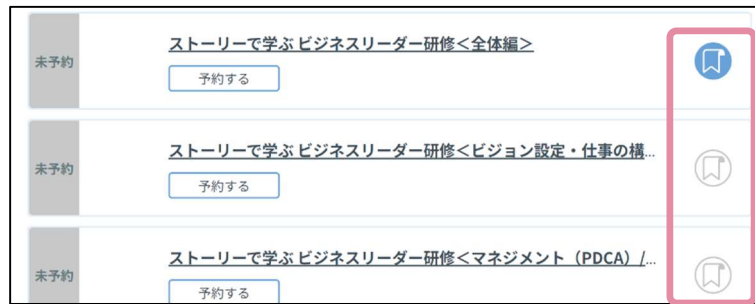 未予約
ストーリーで学ぶ ビジネスリーダー研修＜全体編＞
予約する
未予約
ストーリーで学ぶ ビジネスリーダー研修＜ビジョン設定・仕事の構...
予約する
未予約
ストーリーで学ぶ ビジネスリーダー研修＜マネジメント（PDCA）/...
予約する